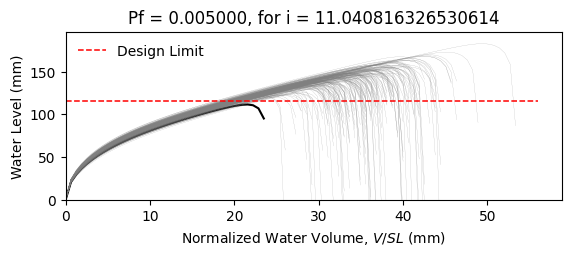 Pf = 0.005000, for i = 11.040816326530614
Design Limit
Water Level (mm)
150
100
50
0
0 10 20 30 40 50
Normalized Water Volume, V/SL (mm)